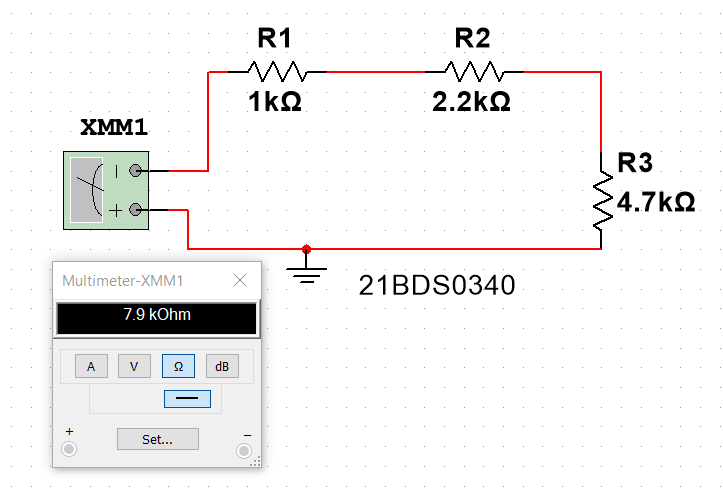 R1
R2
1kΩ
2.2kΩ
XMM1
R3
4.7kΩ
21BDS0340
Multimeter-XMM1
7.9 kOhm
A V Ω dB
+ −
Set...